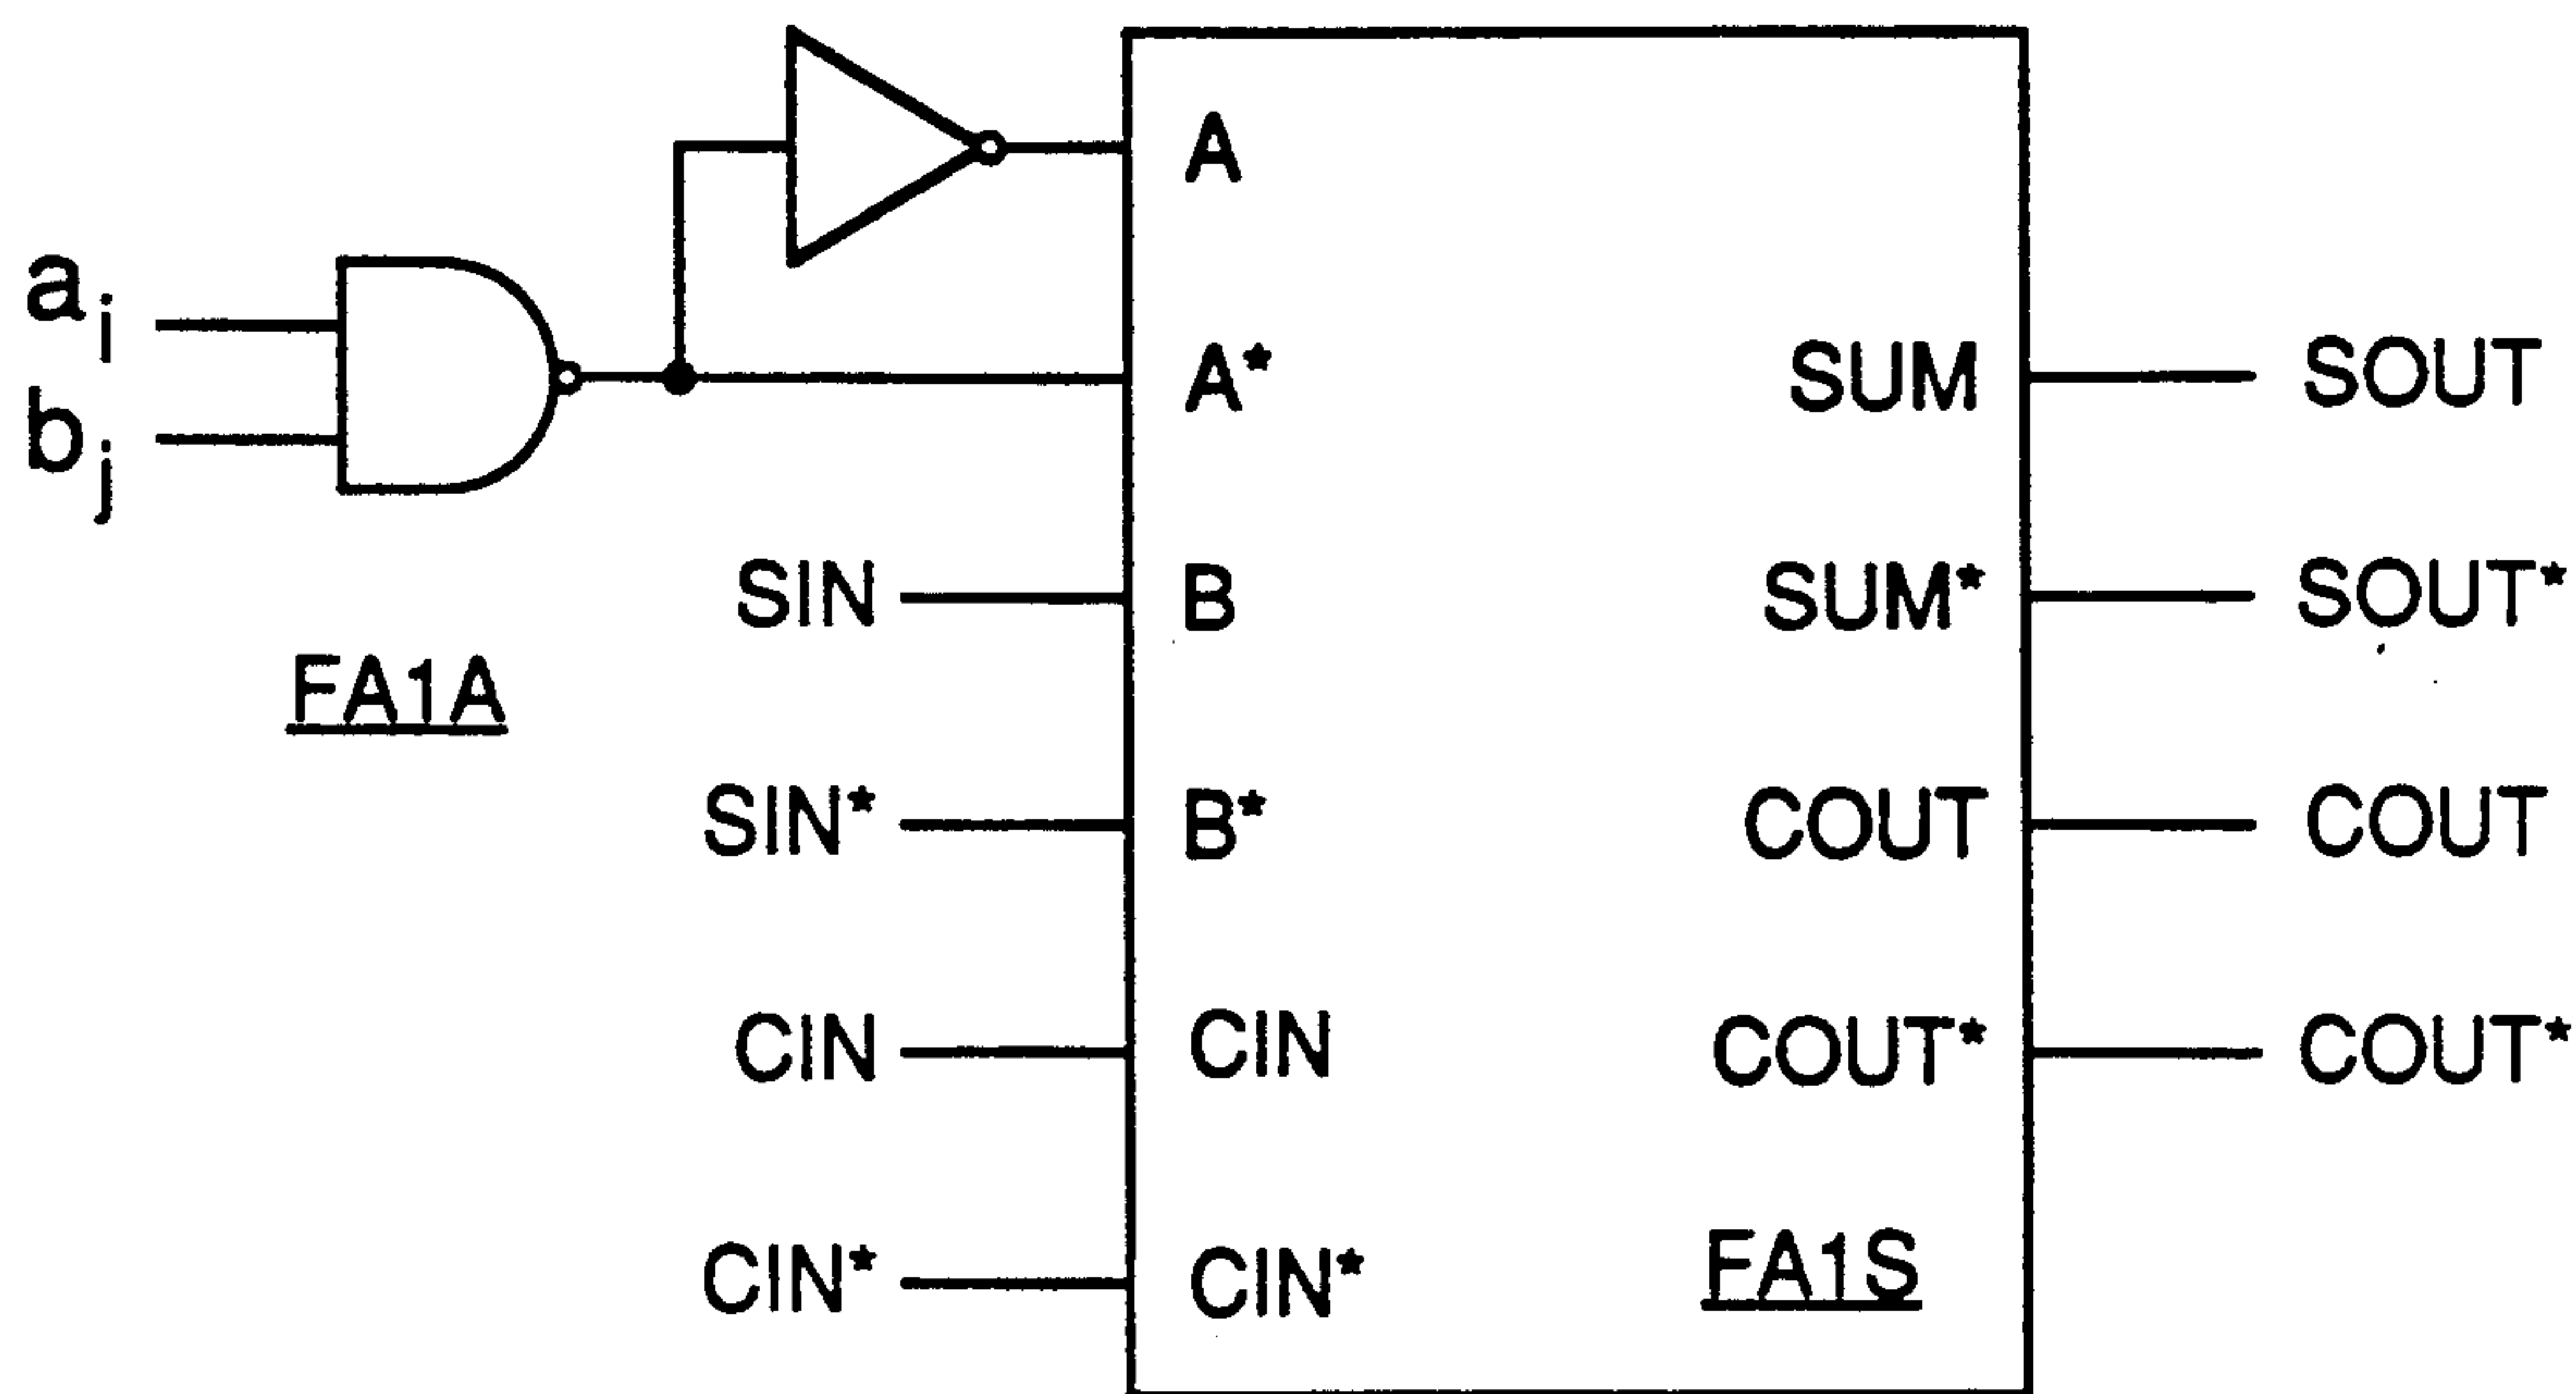 A
a i
A*
SUM
SOUT
b j
SIN
B
SUM*
SOUT*
FA1A
SIN*
B*
COUT
COUT
CIN
CIN
COUT*
COUT*
CIN*
CIN*
FA1S